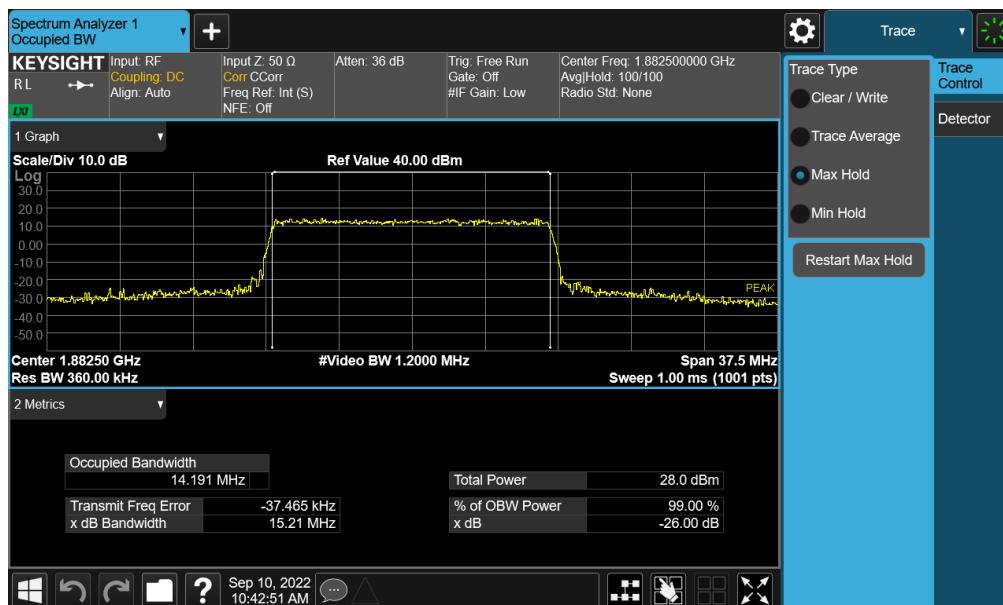 Spectrum Analyzer 1
Occupied BW
+
Trace
KEYSIGHT
R L
LXI
Input: RF
Coupling: DC
Align: Auto
Input Z: 50 Ω
Corr CCorr
Freq Ref: Int (S)
NFE: Off
Atten: 36 dB
Trig: Free Run
Gate: Off
#IF Gain: Low
Center Freq: 1.882500000 GHz
Avg|Hold: 100/100
Radio Std: None
Trace Type
Clear / Write
Trace Average
Max Hold
Min Hold
Restart Max Hold
Trace
Control
Detector
1 Graph
Scale/Div 10.0 dB
Ref Value 40.00 dBm
Log
30.0
20.0
10.0
0.00
-10.0
-20.0
-30.0
-40.0
-50.0
PEAK
Center 1.88250 GHz
#Video BW 1.2000 MHz
Span 37.5 MHz
Res BW 360.00 kHz
Sweep 1.00 ms (1001 pts)
2 Metrics
Occupied Bandwidth
14.191 MHz
Total Power 28.0 dBm
Transmit Freq Error -37.465 kHz
% of OBW Power 99.00 %
x dB Bandwidth 15.21 MHz
x dB -26.00 dB
?
Sep 10, 2022
10:42:51 AM